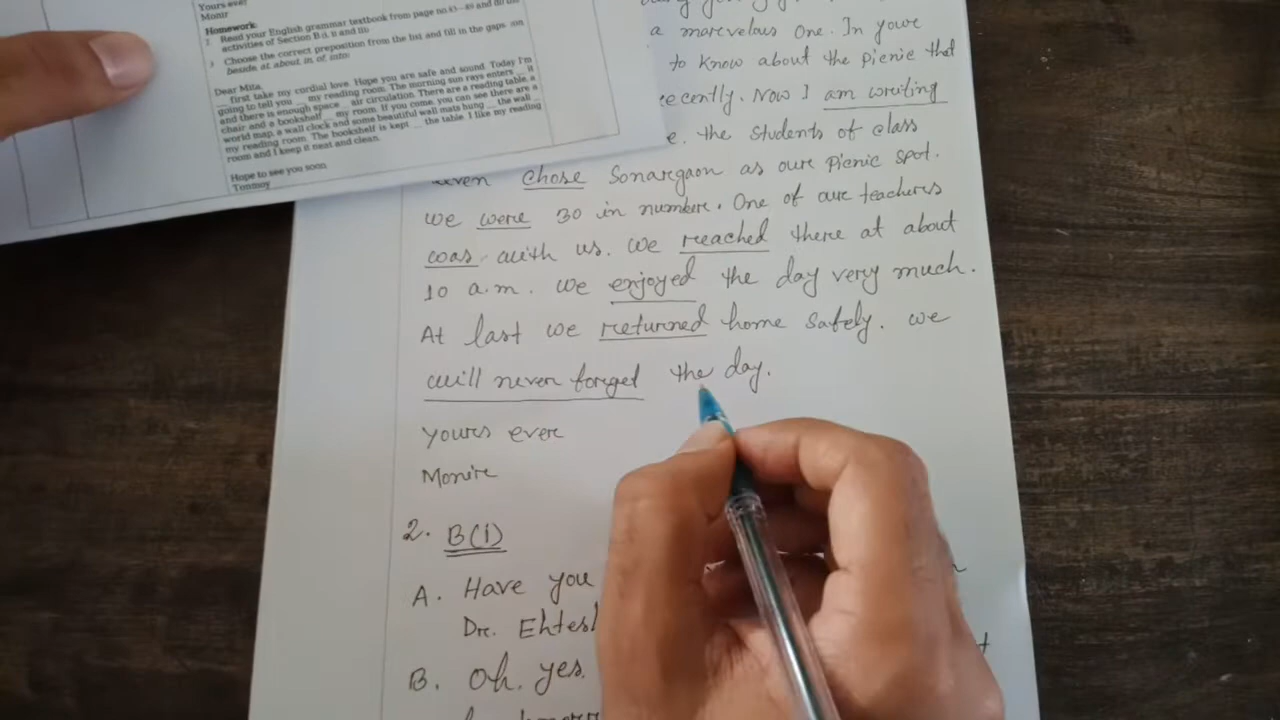 Yours ever
Monir
Homework:
Read your English grammar textbook from page no.
activities of Section B (i, ii and iii)
Choose the correct preposition from the list and fill in the gaps
beside, at, about, in, of, into
Dear Mita,
_ first take my cordial love. Hope you are safe and sound. Today I'm
going to tell you _ my reading room. The morning sun rays enters _ it
and there is enough space _ air circulation. There are a reading table, a
chair and a bookshelf _ my room. If you come, you can see there are a
world map, a wall clock and some beautiful wall mats hung _ the wall _
my reading room. The bookshelf is kept _ the table. I like my reading
room and I keep it neat and clean.
Hope to see you soon
Tonmoy
a marvelous one. In your
to know about the picnic that
recently. Now I am writing
the students of class
chose Sonargaon as our picnic spot.
we were 30 in number. One of our teachers
was with us. we reached there at about
10 a.m. we enjoyed the day very much.
At last we returned home safely. we
will never forget the day.
yours ever
Monir
2. B(i)
A. Have you
Dr.
B. Oh, yes.